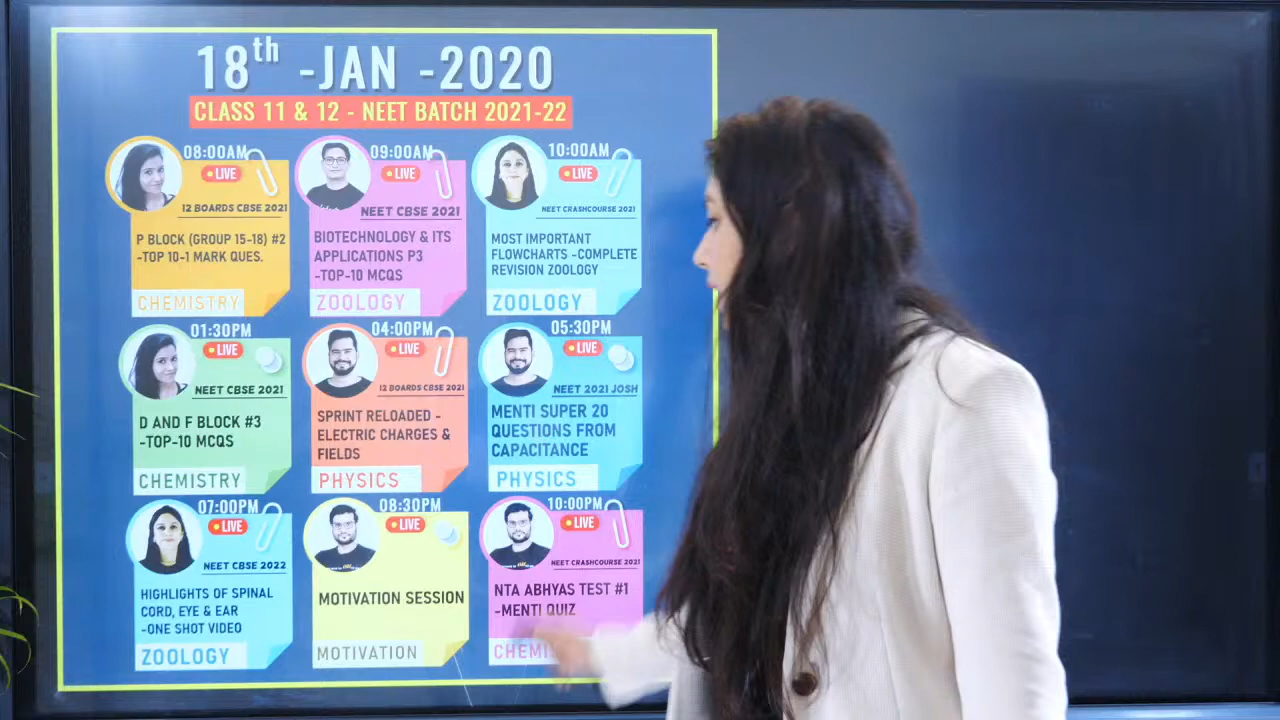 18th -JAN -2020
CLASS 11 & 12 - NEET BATCH 2021-22
08:00AM
LIVE
12 BOARDS CBSE 2021
P BLOCK (GROUP 15-18) #2
-TOP 10-1 MARK QUES.
CHEMISTRY
09:00AM
LIVE
NEET CBSE 2021
BIOTECHNOLOGY & ITS
APPLICATIONS P3
-TOP-10 MCQS
ZOOLOGY
10:00AM
LIVE
NEET CRASHCOURSE 2021
MOST IMPORTANT
FLOWCHARTS -COMPLETE
REVISION ZOOLOGY
ZOOLOGY
01:30PM
LIVE
NEET CBSE 2021
D AND F BLOCK #3
-TOP-10 MCQS
CHEMISTRY
04:00PM
LIVE
12 BOARDS CBSE 2021
SPRINT RELOADED -
ELECTRIC CHARGES &
FIELDS
PHYSICS
05:30PM
LIVE
NEET 2021 JOSH
MENTI SUPER 20
QUESTIONS FROM
CAPACITANCE
PHYSICS
07:00PM
LIVE
NEET CBSE 2022
HIGHLIGHTS OF SPINAL
CORD, EYE & EAR
-ONE SHOT VIDEO
ZOOLOGY
08:30PM
LIVE
MOTIVATION SESSION
MOTIVATION
10:00PM
LIVE
NEET CRASHCOURSE 2021
NTA ABHYAS TEST #1
-MENTI QUIZ